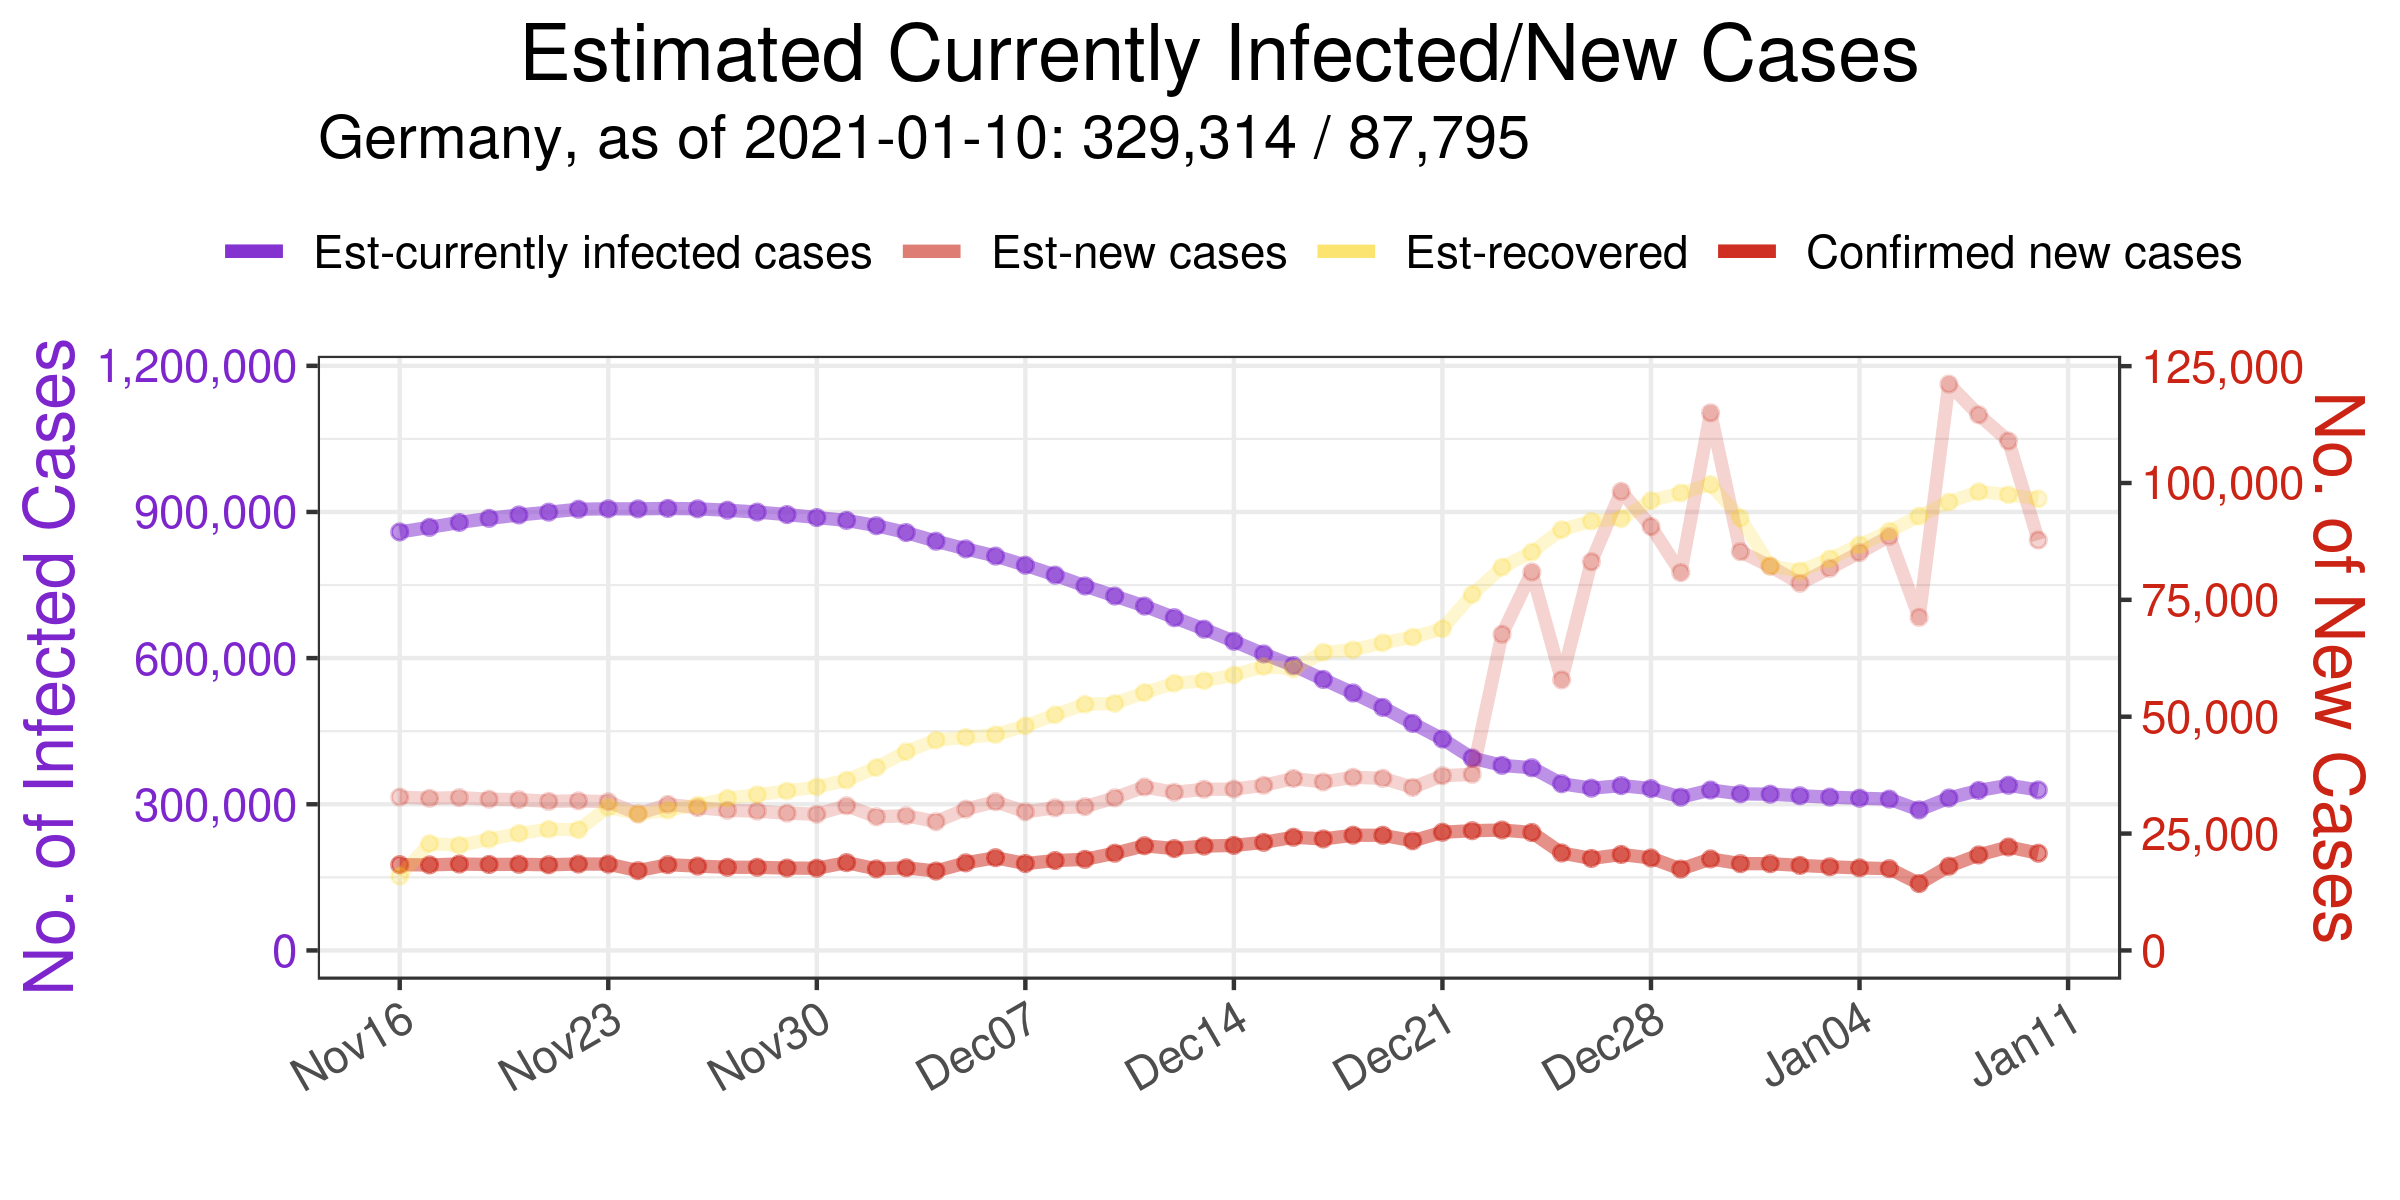 Estimated Currently Infected/New Cases
Germany, as of 2021-01-10: 329,314 / 87,795
Est-currently infected cases Est-new cases Est-recovered Confirmed new cases
No. of Infected Cases
1,200,000
900,000
600,000
300,000
0
125,000
100,000
75,000
50,000
25,000
0
No. of New Cases
Nov16 Nov23 Nov30 Dec07 Dec14 Dec21 Dec28 Jan04 Jan11